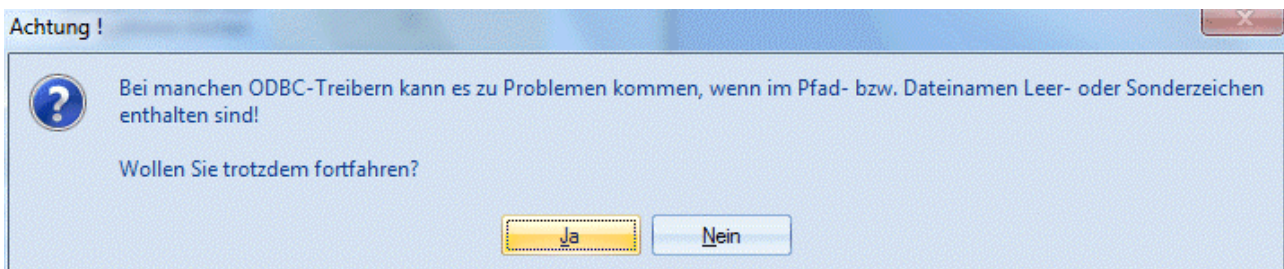 Achtung !
Bei manchen ODBC-Treibern kann es zu Problemen kommen, wenn im Pfad- bzw. Dateinamen Leer- oder Sonderzeichen
enthalten sind!
Wollen Sie trotzdem fortfahren?
Ja
Nein